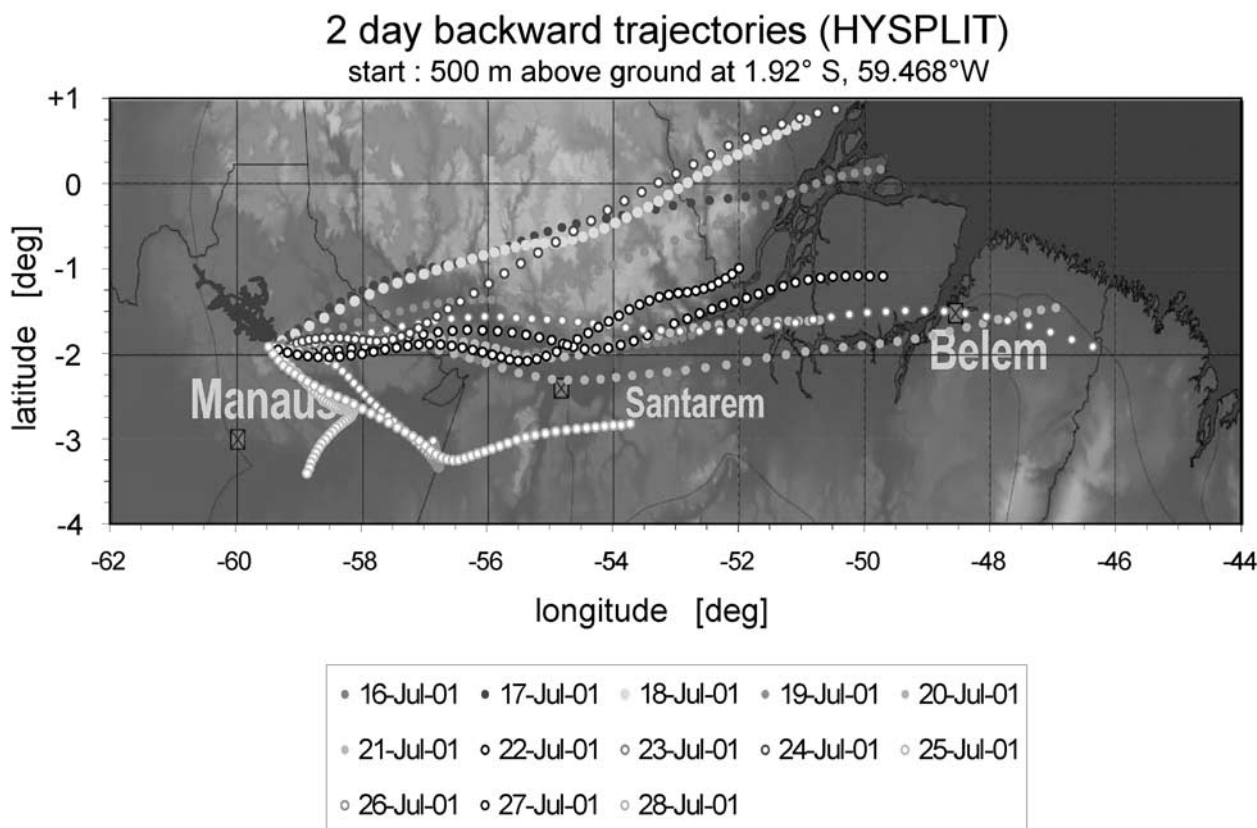 2 day backward trajectories (HYSPLIT)
start : 500 m above ground at 1.92° S, 59.468°W
+1
0
-1
-2
-3
-4
latitude [deg]
Manaus
Santarem
Belem
-62 -60 -58 -56 -54 -52 -50 -48 -46 -44
longitude [deg]
16-Jul-01 17-Jul-01 18-Jul-01 19-Jul-01 20-Jul-01
21-Jul-01 22-Jul-01 23-Jul-01 24-Jul-01 25-Jul-01
26-Jul-01 27-Jul-01 28-Jul-01